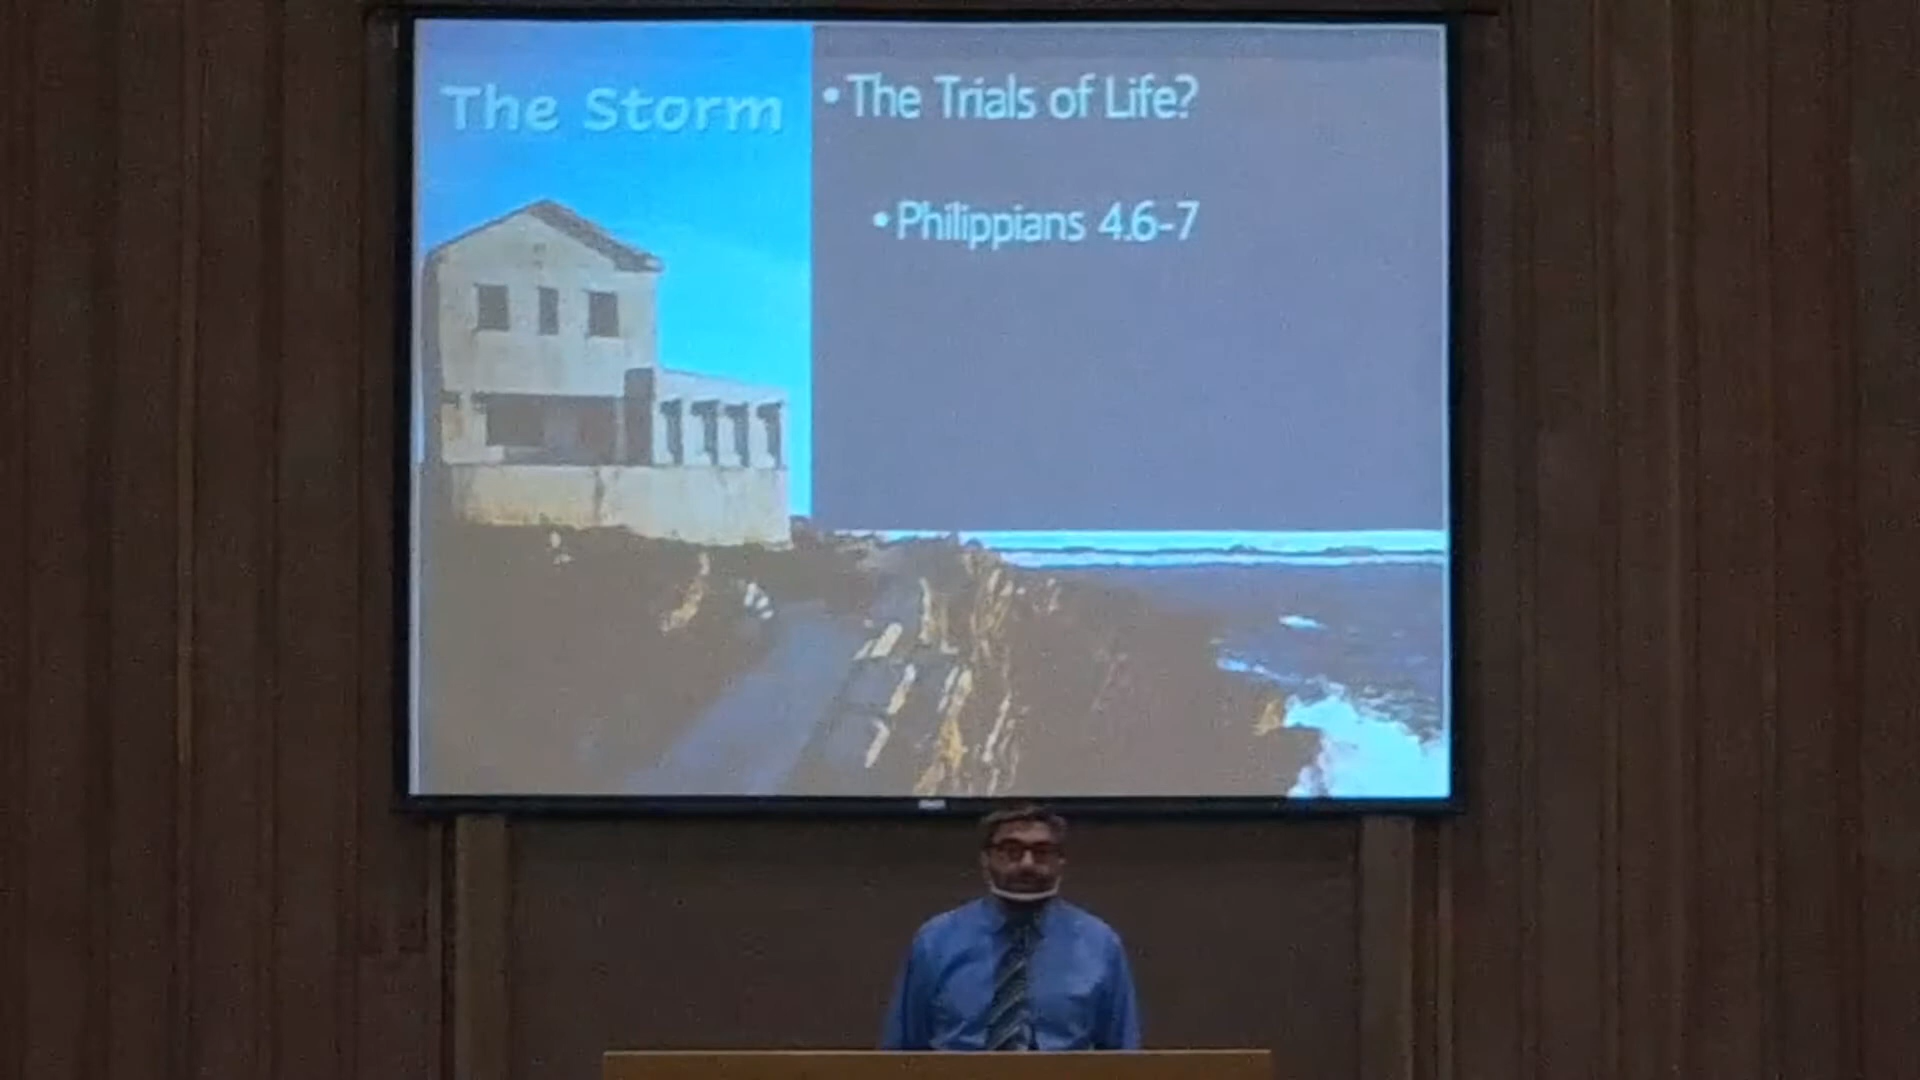 The Storm
• The Trials of Life?
• Philippians 4.6-7